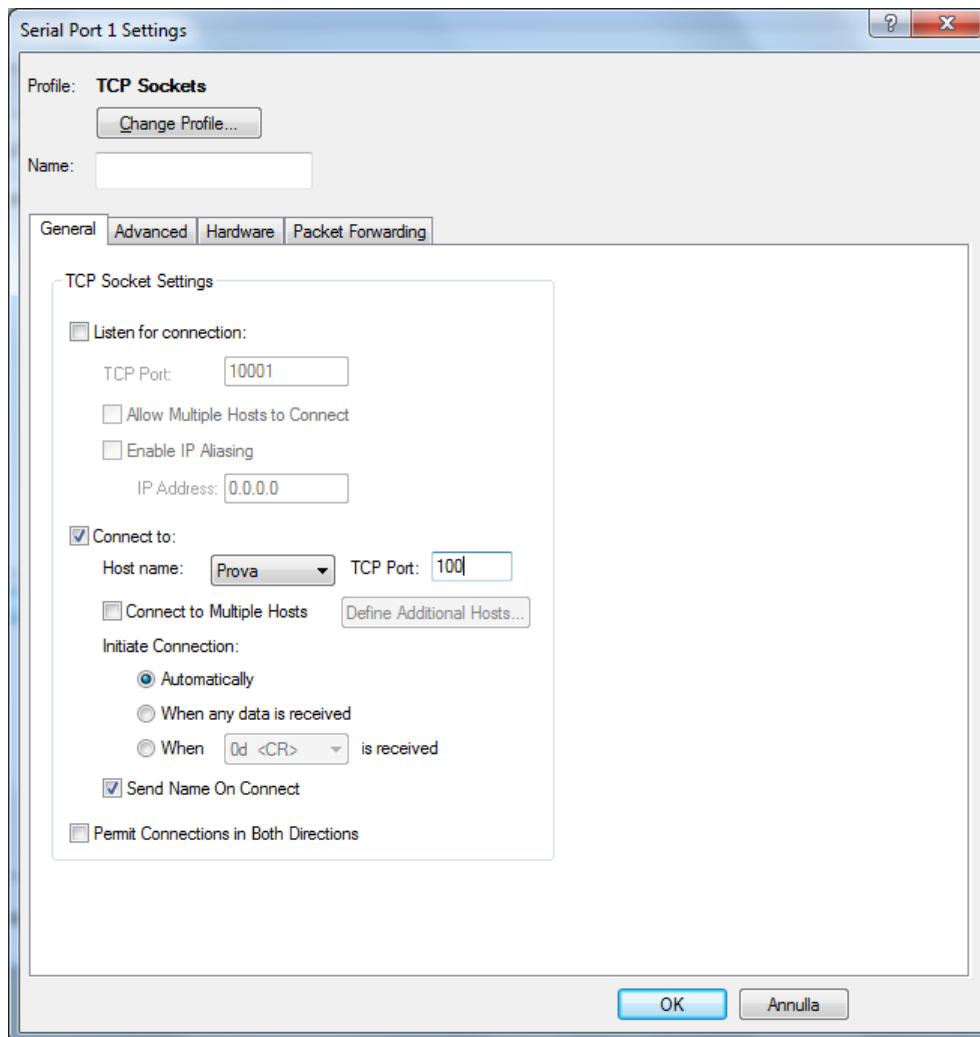 Serial Port 1 Settings
Profile: TCP Sockets
Change Profile...
Name:
General Advanced Hardware Packet Forwarding
TCP Socket Settings
Listen for connection:
TCP Port: 10001
Allow Multiple Hosts to Connect
Enable IP Aliasing
IP Address: 0.0.0.0
Connect to:
Host name: Prova TCP Port: 100
Connect to Multiple Hosts Define Additional Hosts...
Initiate Connection:
Automatically
When any data is received
When 0d <CR> is received
Send Name On Connect
Permit Connections in Both Directions
OK Annulla